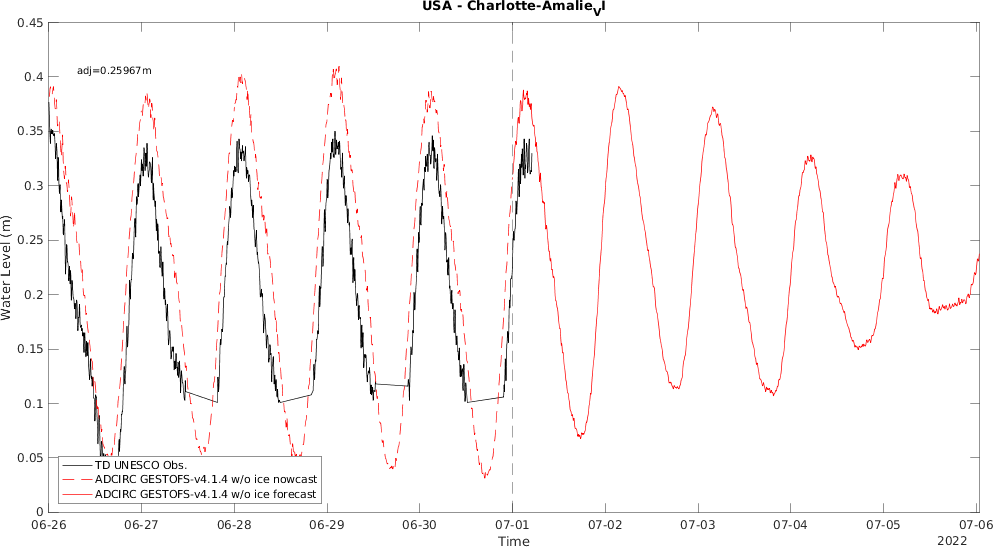 USA - Charlotte-AmalieVI
0.45
0.4
0.35
0.3
0.25
0.2
0.15
0.1
0.05
0
Water Level (m)
adj=0.25967m
TD UNESCO Obs.
ADCIRC GESTOFS-v4.1.4 w/o ice nowcast
ADCIRC GESTOFS-v4.1.4 w/o ice forecast
06-26 06-27 06-28 06-29 06-30 07-01 07-02 07-03 07-04 07-05 07-06
Time
2022